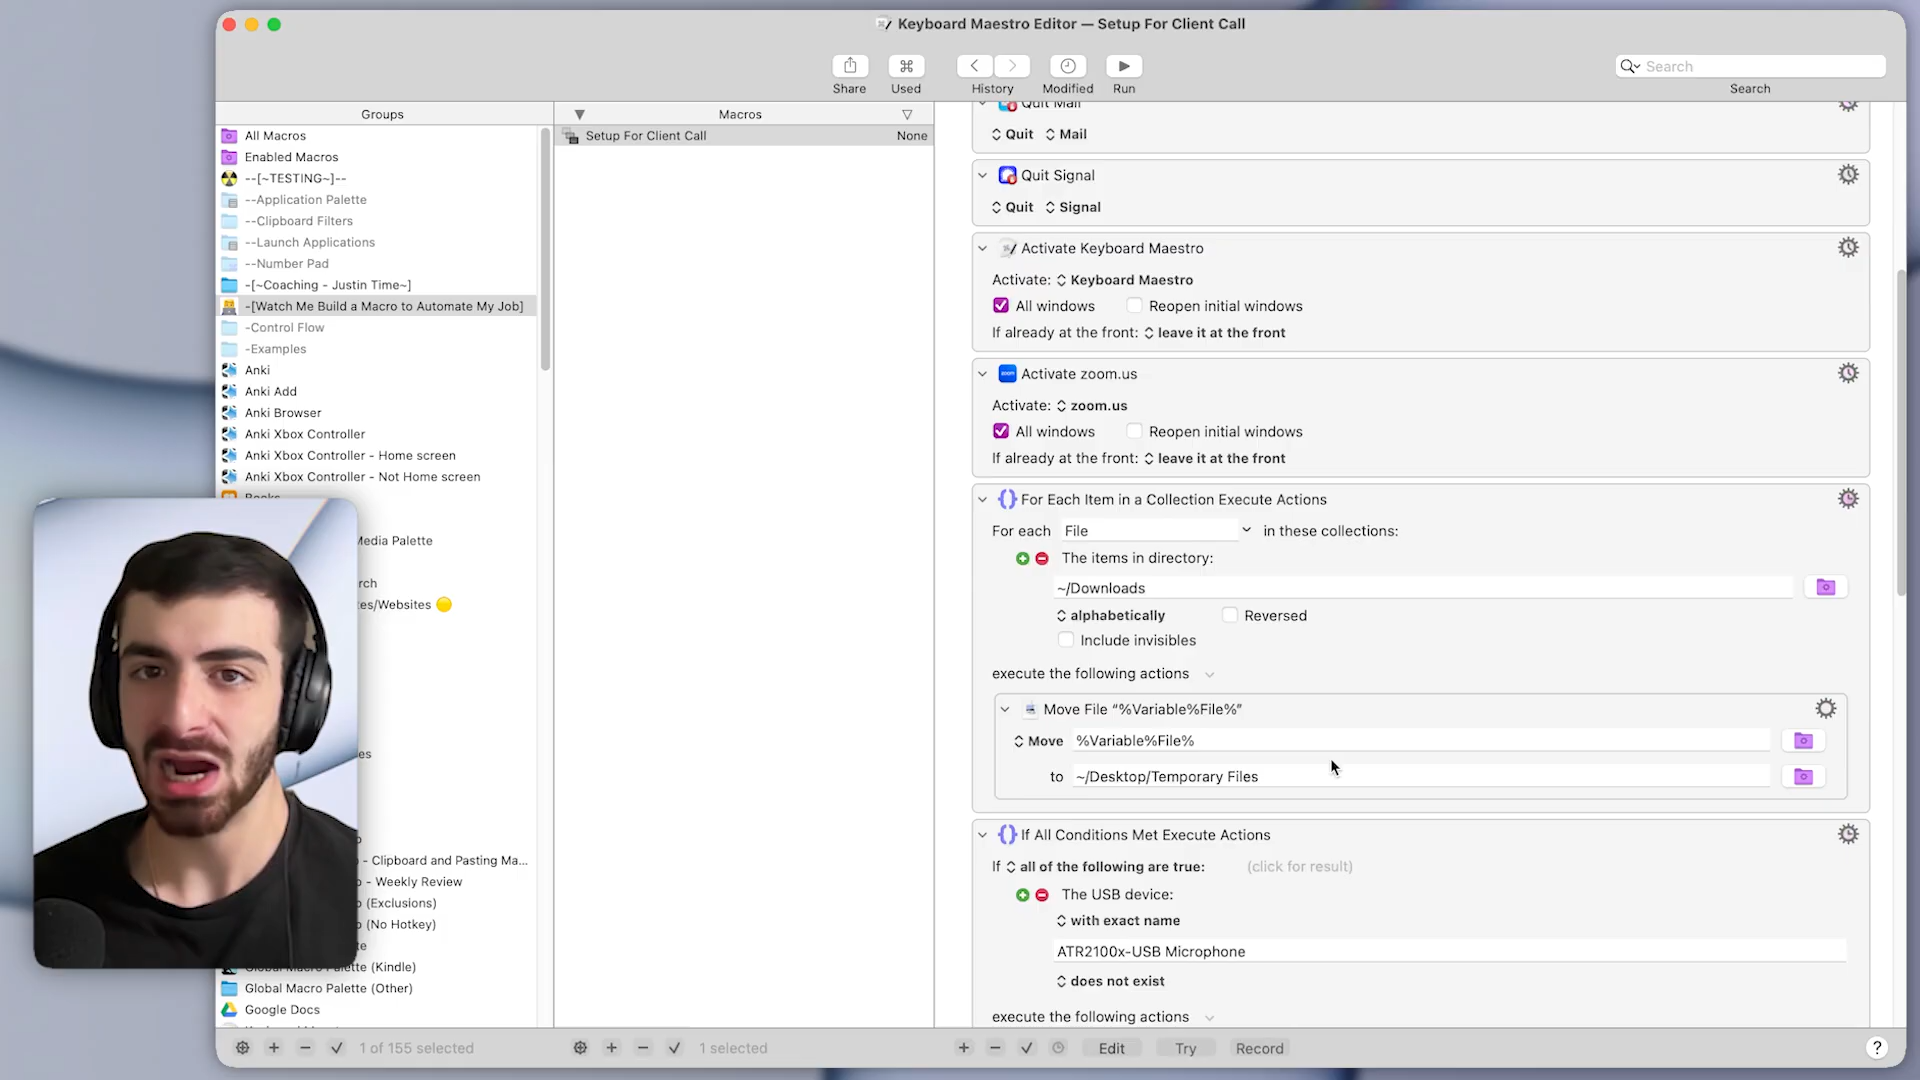 Keyboard Maestro Editor — Setup For Client Call
Share
Used
History
Modified
Run
Search
Search
Groups
All Macros
Enabled Macros
--[~TESTING~]--
--Application Palette
--Clipboard Filters
--Launch Applications
--Number Pad
-[~Coaching - Justin Time~]
-[Watch Me Build a Macro to Automate My Job]
-Control Flow
-Examples
Anki
Anki Add
Anki Browser
Anki Xbox Controller
Anki Xbox Controller - Home screen
Anki Xbox Controller - Not Home screen
Books
Media Palette
rch
es/Websites
es
- Clipboard and Pasting Ma...
o - Weekly Review
(Exclusions)
(No Hotkey)
te
Global Macro Palette (Kindle)
Global Macro Palette (Other)
Google Docs
1 of 155 selected
Macros
Setup For Client Call None
1 selected
Quit Mail
Quit Mail
Quit Signal
Quit Signal
Activate Keyboard Maestro
Activate: Keyboard Maestro
All windows Reopen initial windows
If already at the front: leave it at the front
zoom Activate zoom.us
Activate: zoom.us
All windows Reopen initial windows
If already at the front: leave it at the front
For Each Item in a Collection Execute Actions
For each File in these collections:
The items in directory:
~/Downloads
alphabetically Reversed
Include invisibles
execute the following actions
Move File “%Variable%File%”
Move %Variable%File%
to ~/Desktop/Temporary Files
If All Conditions Met Execute Actions
If all of the following are true: (click for result)
The USB device:
with exact name
ATR2100x-USB Microphone
does not exist
execute the following actions
Edit
Try
Record
?